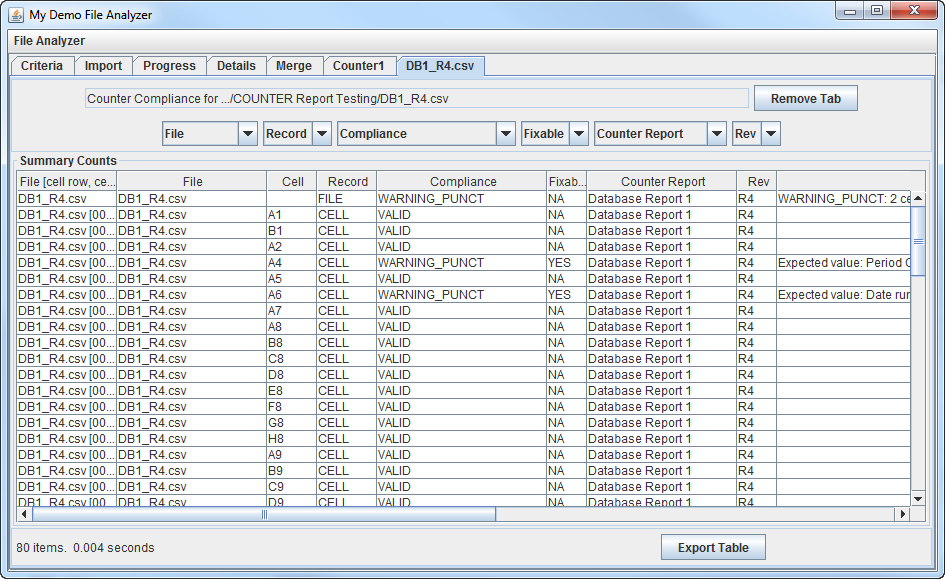 My Demo File Analyzer
File Analyzer
Criteria Import Progress Details Merge Counter1 DB1_R4.csv
Counter Compliance for .../COUNTER Report Testing/DB1_R4.csv Remove Tab
File Record Compliance Fixable Counter Report Rev
Summary Counts
File [cell row, ce... File Cell Record Compliance Fixab... Counter Report Rev
DB1_R4.csv DB1_R4.csv FILE WARNING_PUNCT NA Database Report 1 R4 WARNING_PUNCT: 2 ce
DB1_R4.csv [00... DB1_R4.csv A1 CELL VALID NA Database Report 1 R4
DB1_R4.csv [00... DB1_R4.csv B1 CELL VALID NA Database Report 1 R4
DB1_R4.csv [00... DB1_R4.csv A2 CELL VALID NA Database Report 1 R4
DB1_R4.csv [00... DB1_R4.csv A4 CELL WARNING_PUNCT YES Database Report 1 R4 Expected value: Period C
DB1_R4.csv [00... DB1_R4.csv A5 CELL VALID NA Database Report 1 R4
DB1_R4.csv [00... DB1_R4.csv A6 CELL WARNING_PUNCT YES Database Report 1 R4 Expected value: Date run
DB1_R4.csv [00... DB1_R4.csv A7 CELL VALID NA Database Report 1 R4
DB1_R4.csv [00... DB1_R4.csv A8 CELL VALID NA Database Report 1 R4
DB1_R4.csv [00... DB1_R4.csv B8 CELL VALID NA Database Report 1 R4
DB1_R4.csv [00... DB1_R4.csv C8 CELL VALID NA Database Report 1 R4
DB1_R4.csv [00... DB1_R4.csv D8 CELL VALID NA Database Report 1 R4
DB1_R4.csv [00... DB1_R4.csv E8 CELL VALID NA Database Report 1 R4
DB1_R4.csv [00... DB1_R4.csv F8 CELL VALID NA Database Report 1 R4
DB1_R4.csv [00... DB1_R4.csv G8 CELL VALID NA Database Report 1 R4
DB1_R4.csv [00... DB1_R4.csv H8 CELL VALID NA Database Report 1 R4
DB1_R4.csv [00... DB1_R4.csv A9 CELL VALID NA Database Report 1 R4
DB1_R4.csv [00... DB1_R4.csv B9 CELL VALID NA Database Report 1 R4
DB1_R4.csv [00... DB1_R4.csv C9 CELL VALID NA Database Report 1 R4
DB1_R4.csv [00... DB1_R4.csv D9 CELL VALID NA Database Report 1 R4
80 items. 0.004 seconds Export Table